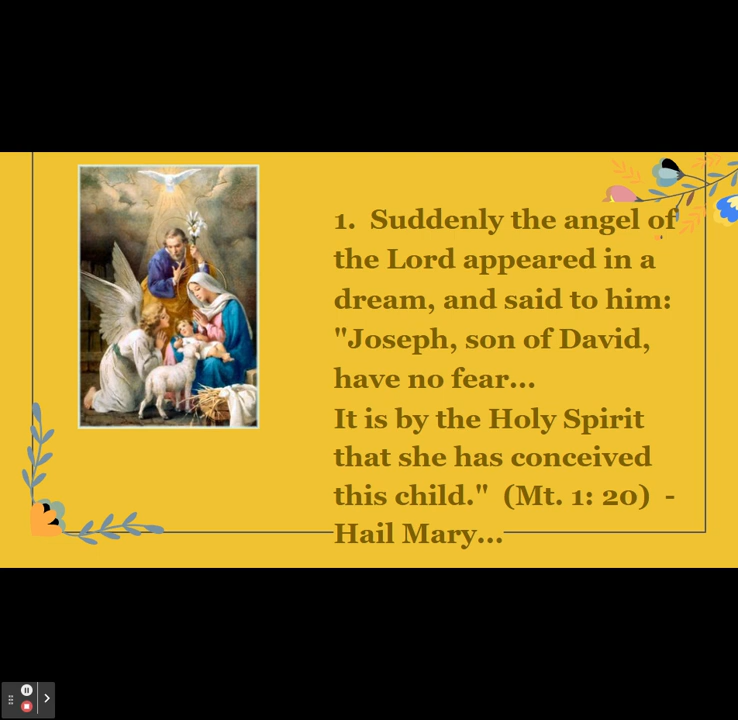 1. Suddenly the angel of
the Lord appeared in a
dream, and said to him:
"Joseph, son of David,
have no fear...
It is by the Holy Spirit
that she has conceived
this child." (Mt. 1: 20) -
Hail Mary...